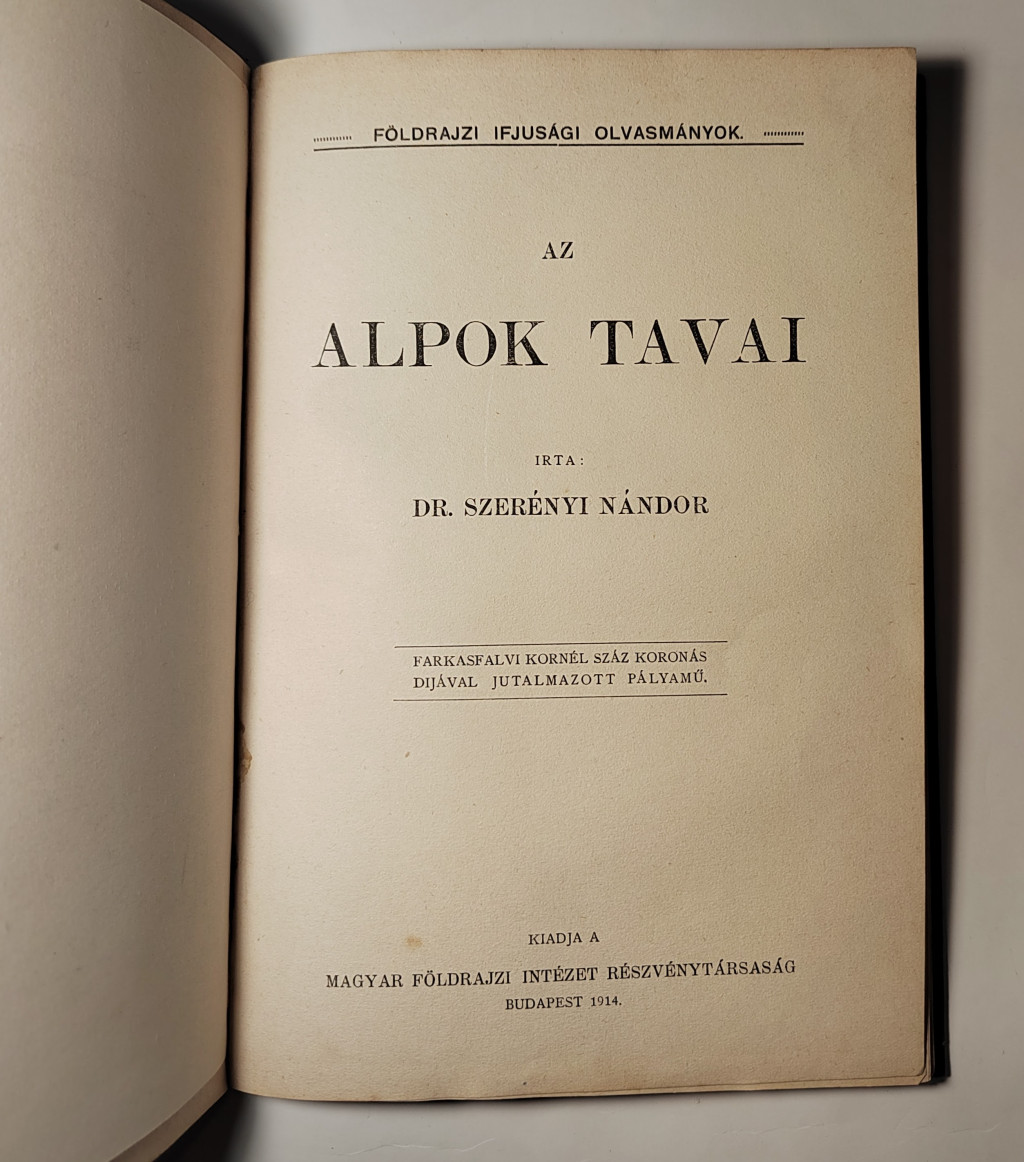 FÖLDRAJZI IFJUSÁGI OLVASMÁNYOK.
AZ
ALPOK TAVAI
IRTA:
DR. SZERÉNYI NÁNDOR
FARKASFALVI KORNÉL SZÁZ KORONÁS
DIJÁVAL JUTALMAZOTT PÁLYAMŰ.
KIADJA A
MAGYAR FÖLDRAJZI INTÉZET RÉSZVÉNYTÁRSASÁG
BUDAPEST 1914.